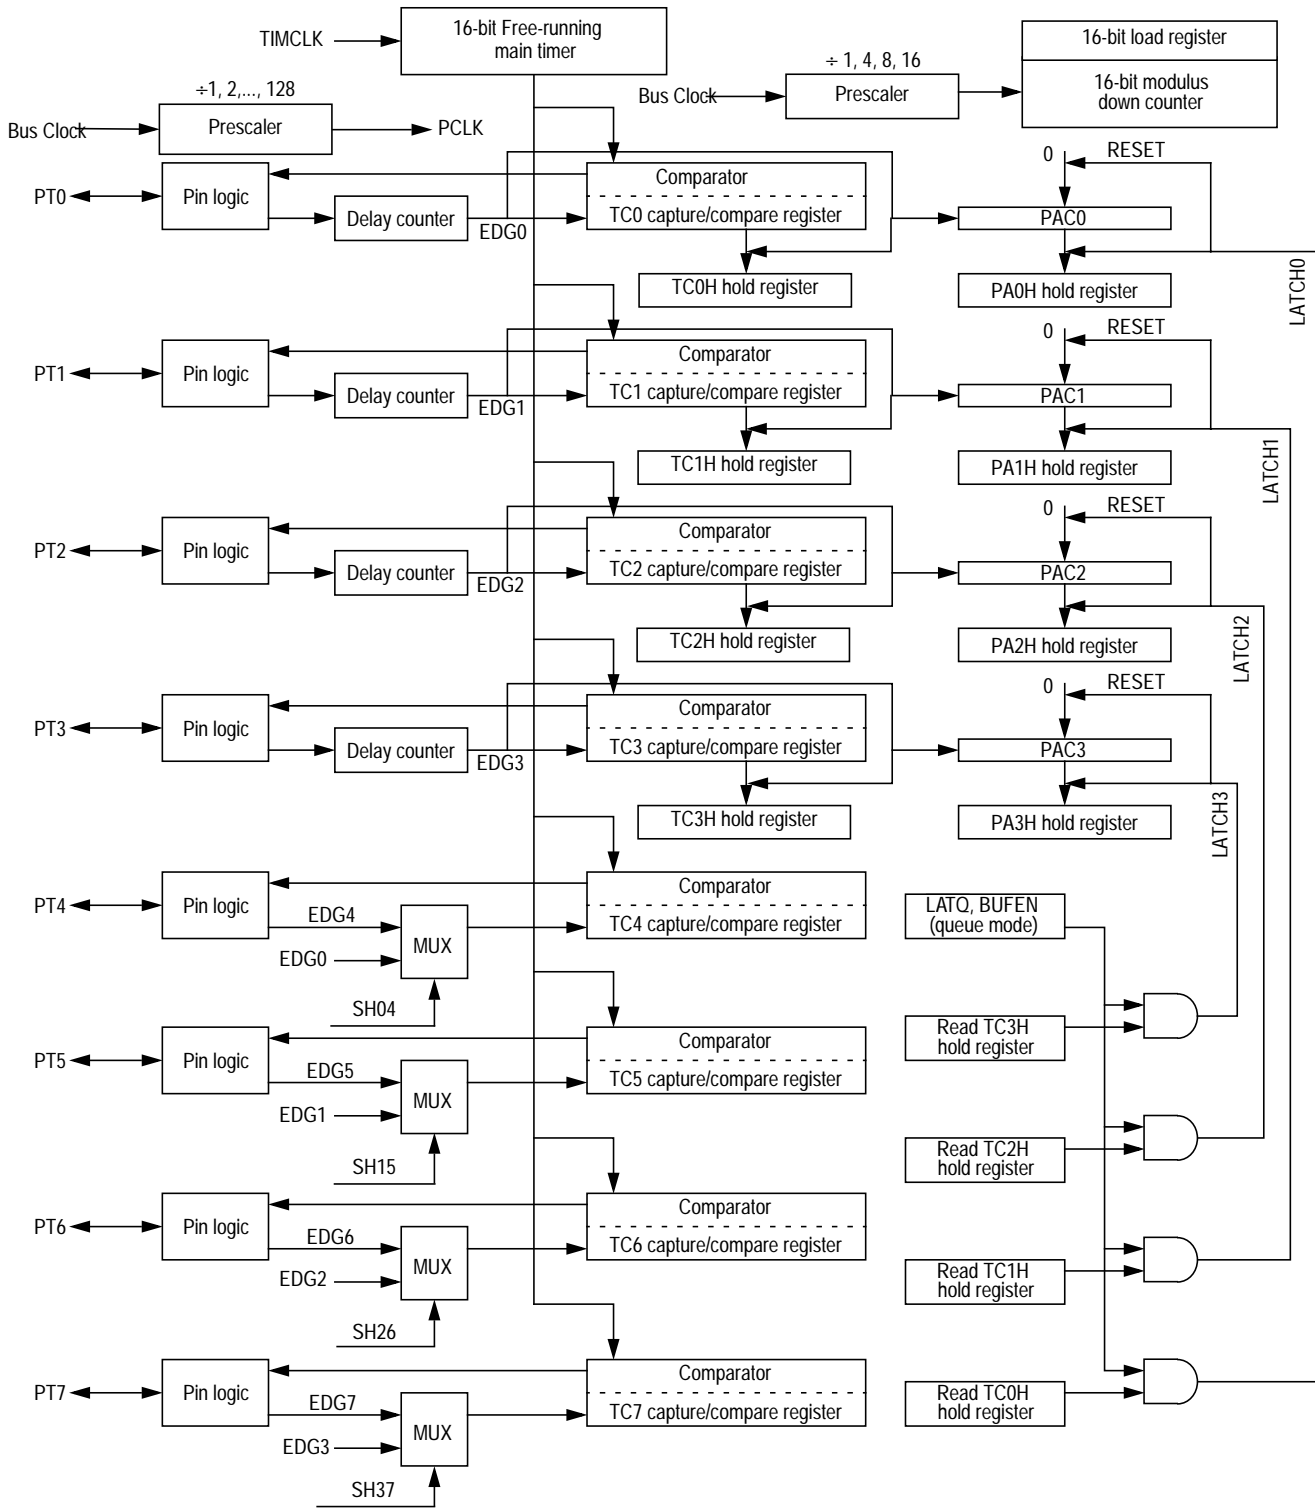 TIMCLK
16-bit Free-running
main timer
16-bit load register
16-bit modulus
down counter
÷ 1, 4, 8, 16
Bus Clock
Prescaler
÷1, 2,..., 128
Bus Clock
Prescaler
PCLK
PT0
Pin logic
Delay counter
EDG0
Comparator
TC0 capture/compare register
TC0H hold register
0
RESET
PAC0
PA0H hold register
LATCH0
PT1
Pin logic
Delay counter
EDG1
Comparator
TC1 capture/compare register
TC1H hold register
0
RESET
PAC1
PA1H hold register
LATCH1
PT2
Pin logic
Delay counter
EDG2
Comparator
TC2 capture/compare register
TC2H hold register
0
RESET
PAC2
PA2H hold register
LATCH2
PT3
Pin logic
Delay counter
EDG3
Comparator
TC3 capture/compare register
TC3H hold register
0
RESET
PAC3
PA3H hold register
LATCH3
PT4
Pin logic
EDG4
EDG0
MUX
SH04
Comparator
TC4 capture/compare register
LATQ, BUFEN
(queue mode)
Read TC3H
hold register
PT5
Pin logic
EDG5
EDG1
MUX
SH15
Comparator
TC5 capture/compare register
Read TC2H
hold register
PT6
Pin logic
EDG6
EDG2
MUX
SH26
Comparator
TC6 capture/compare register
Read TC1H
hold register
PT7
Pin logic
EDG7
EDG3
MUX
SH37
Comparator
TC7 capture/compare register
Read TC0H
hold register